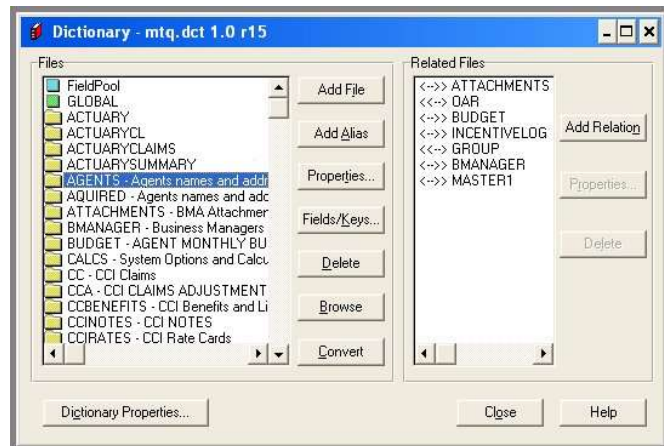 Dictionary - mtq.dct 1.0 r15
Files
FieldPool
GLOBAL
ACTUARY
ACTUARYCL
ACTUARYCLAIMS
ACTUARYSUMMARY
AGENTS - Agents names and addr
AQUIRED - Agents names and adc
ATTACHMENTS - BMA Attachmer
BMANAGER - Business Managers
BUDGET - AGENT MONTHLY BU
CALCS - System Options and Calcu
CC - CCI Claims
CCA - CCI CLAIMS ADJUSTMENT
CCBENEFITS - CCI Benefits and Li
CCINOTES - CCI NOTES
CCIRATES - CCI Rate Cards
Add File
Add Alias
Properties...
Fields/Keys...
Delete
Browse
Convert
Related Files
<-->> ATTACHMENTS
<<--> OAR
<-->> BUDGET
<-->> INCENTIVELOG
<<--> GROUP
<-->> BMANAGER
<-->> MASTER1
Add Relation
Properties...
Delete
Dictionary Properties...
Close
Help